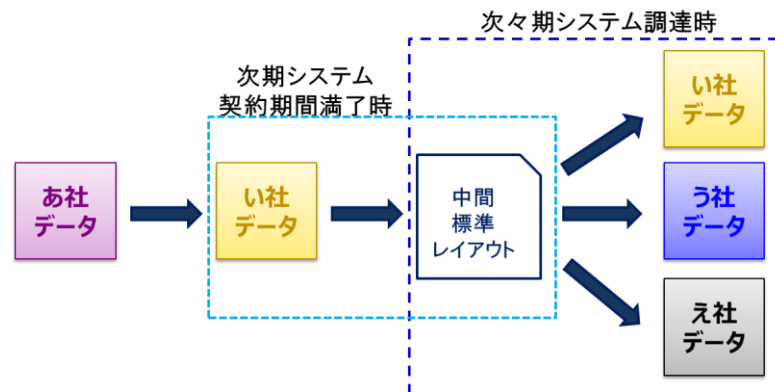 次々期システム調達時
次期システム
契約期間満了時
い社
データ
あ社
データ
い社
データ
中間
標準
レイアウト
う社
データ
え社
データ